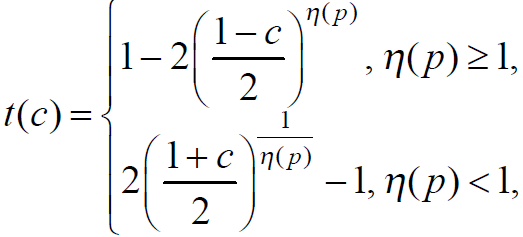 t(c) = { 1 − 2((1 − c)/2)^{η(p)} , η(p) ≥ 1,
2((1 + c)/2)^{1/η(p)} − 1, η(p) < 1,